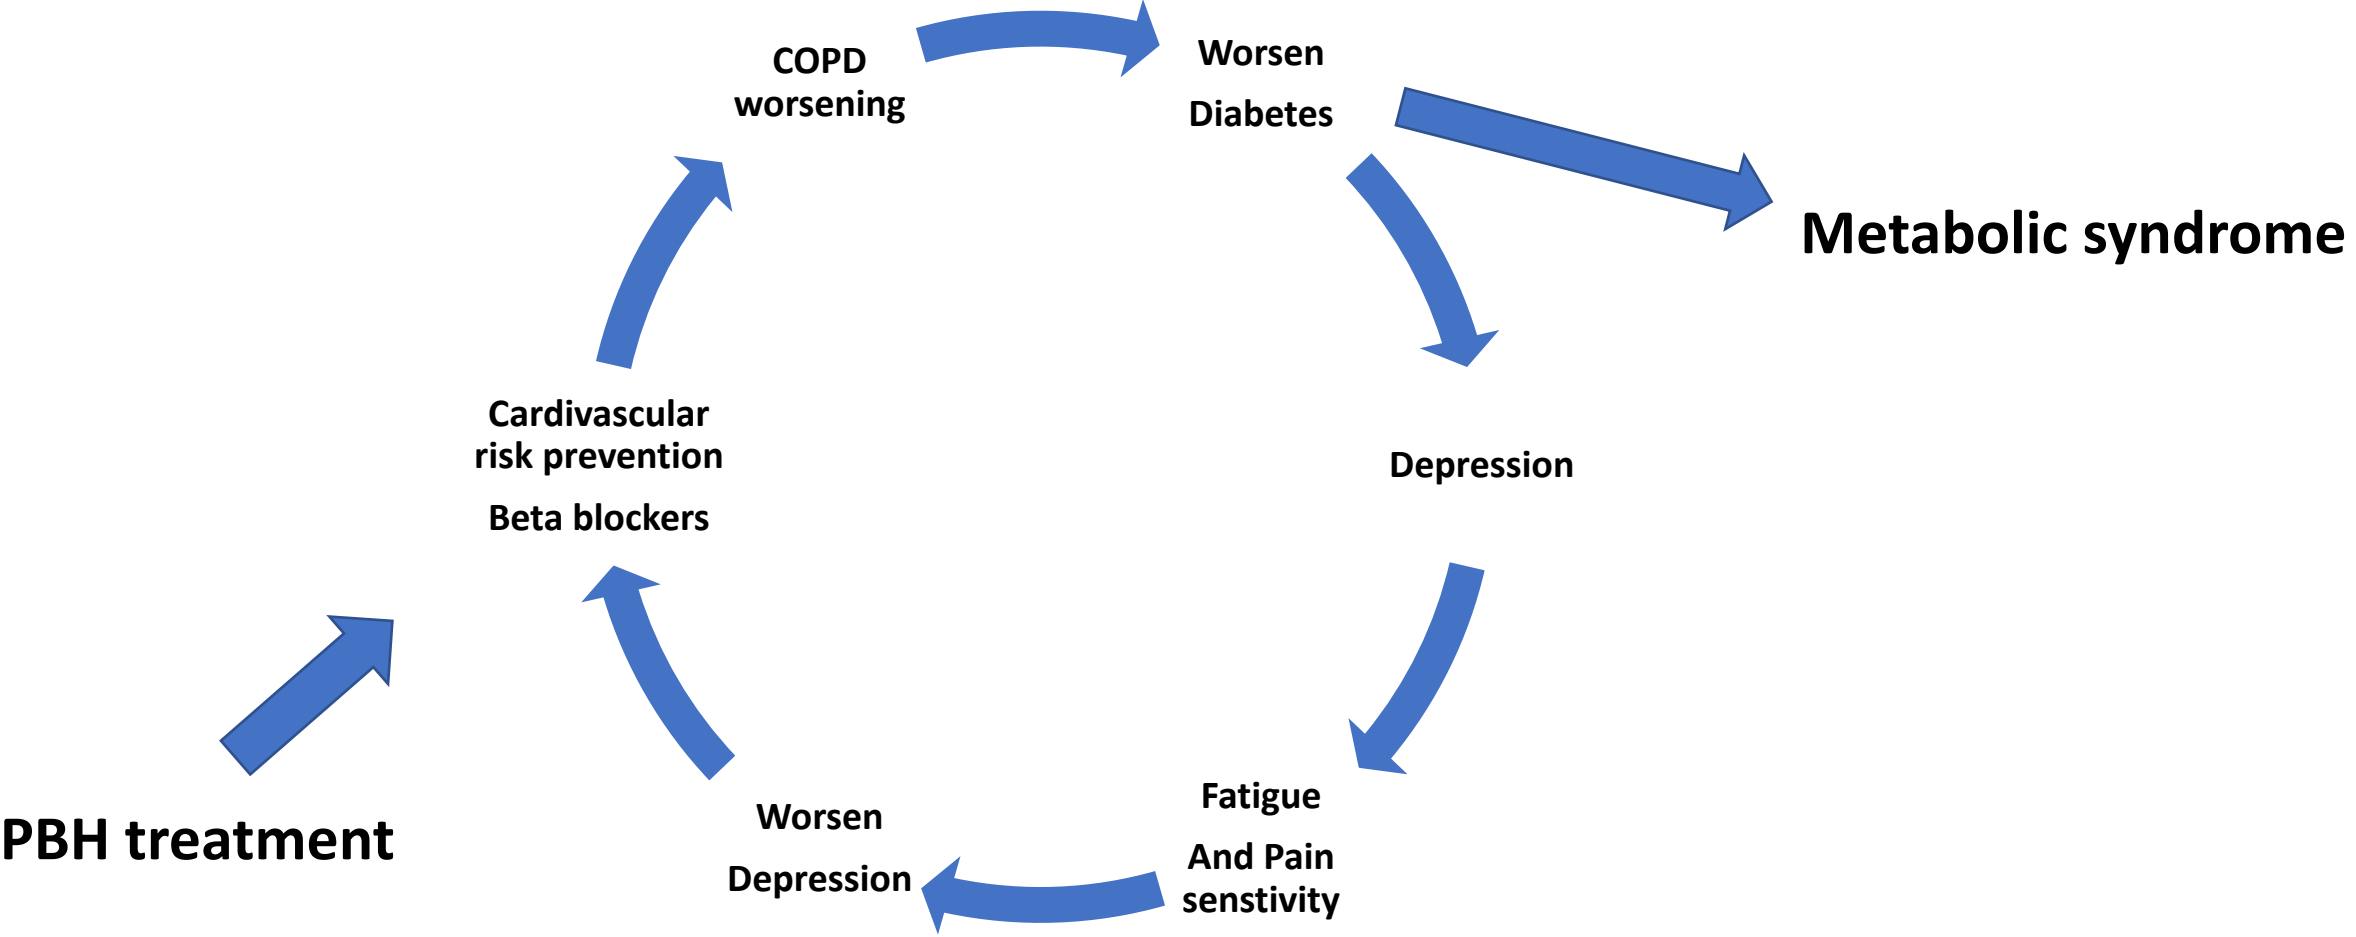 COPD
worsening
Worsen
Diabetes
Metabolic syndrome
Depression
Fatigue
And Pain
senstivity
Worsen
Depression
Cardivascular
risk prevention
Beta blockers
PBH treatment